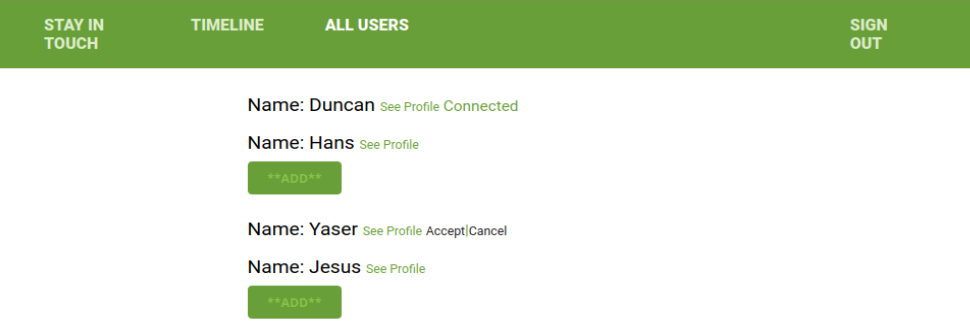 STAY IN
TOUCH
TIMELINE
ALL USERS
SIGN
OUT
Name: Duncan See Profile Connected
Name: Hans See Profile
**ADD**
Name: Yaser See Profile Accept|Cancel
Name: Jesus See Profile
**ADD**